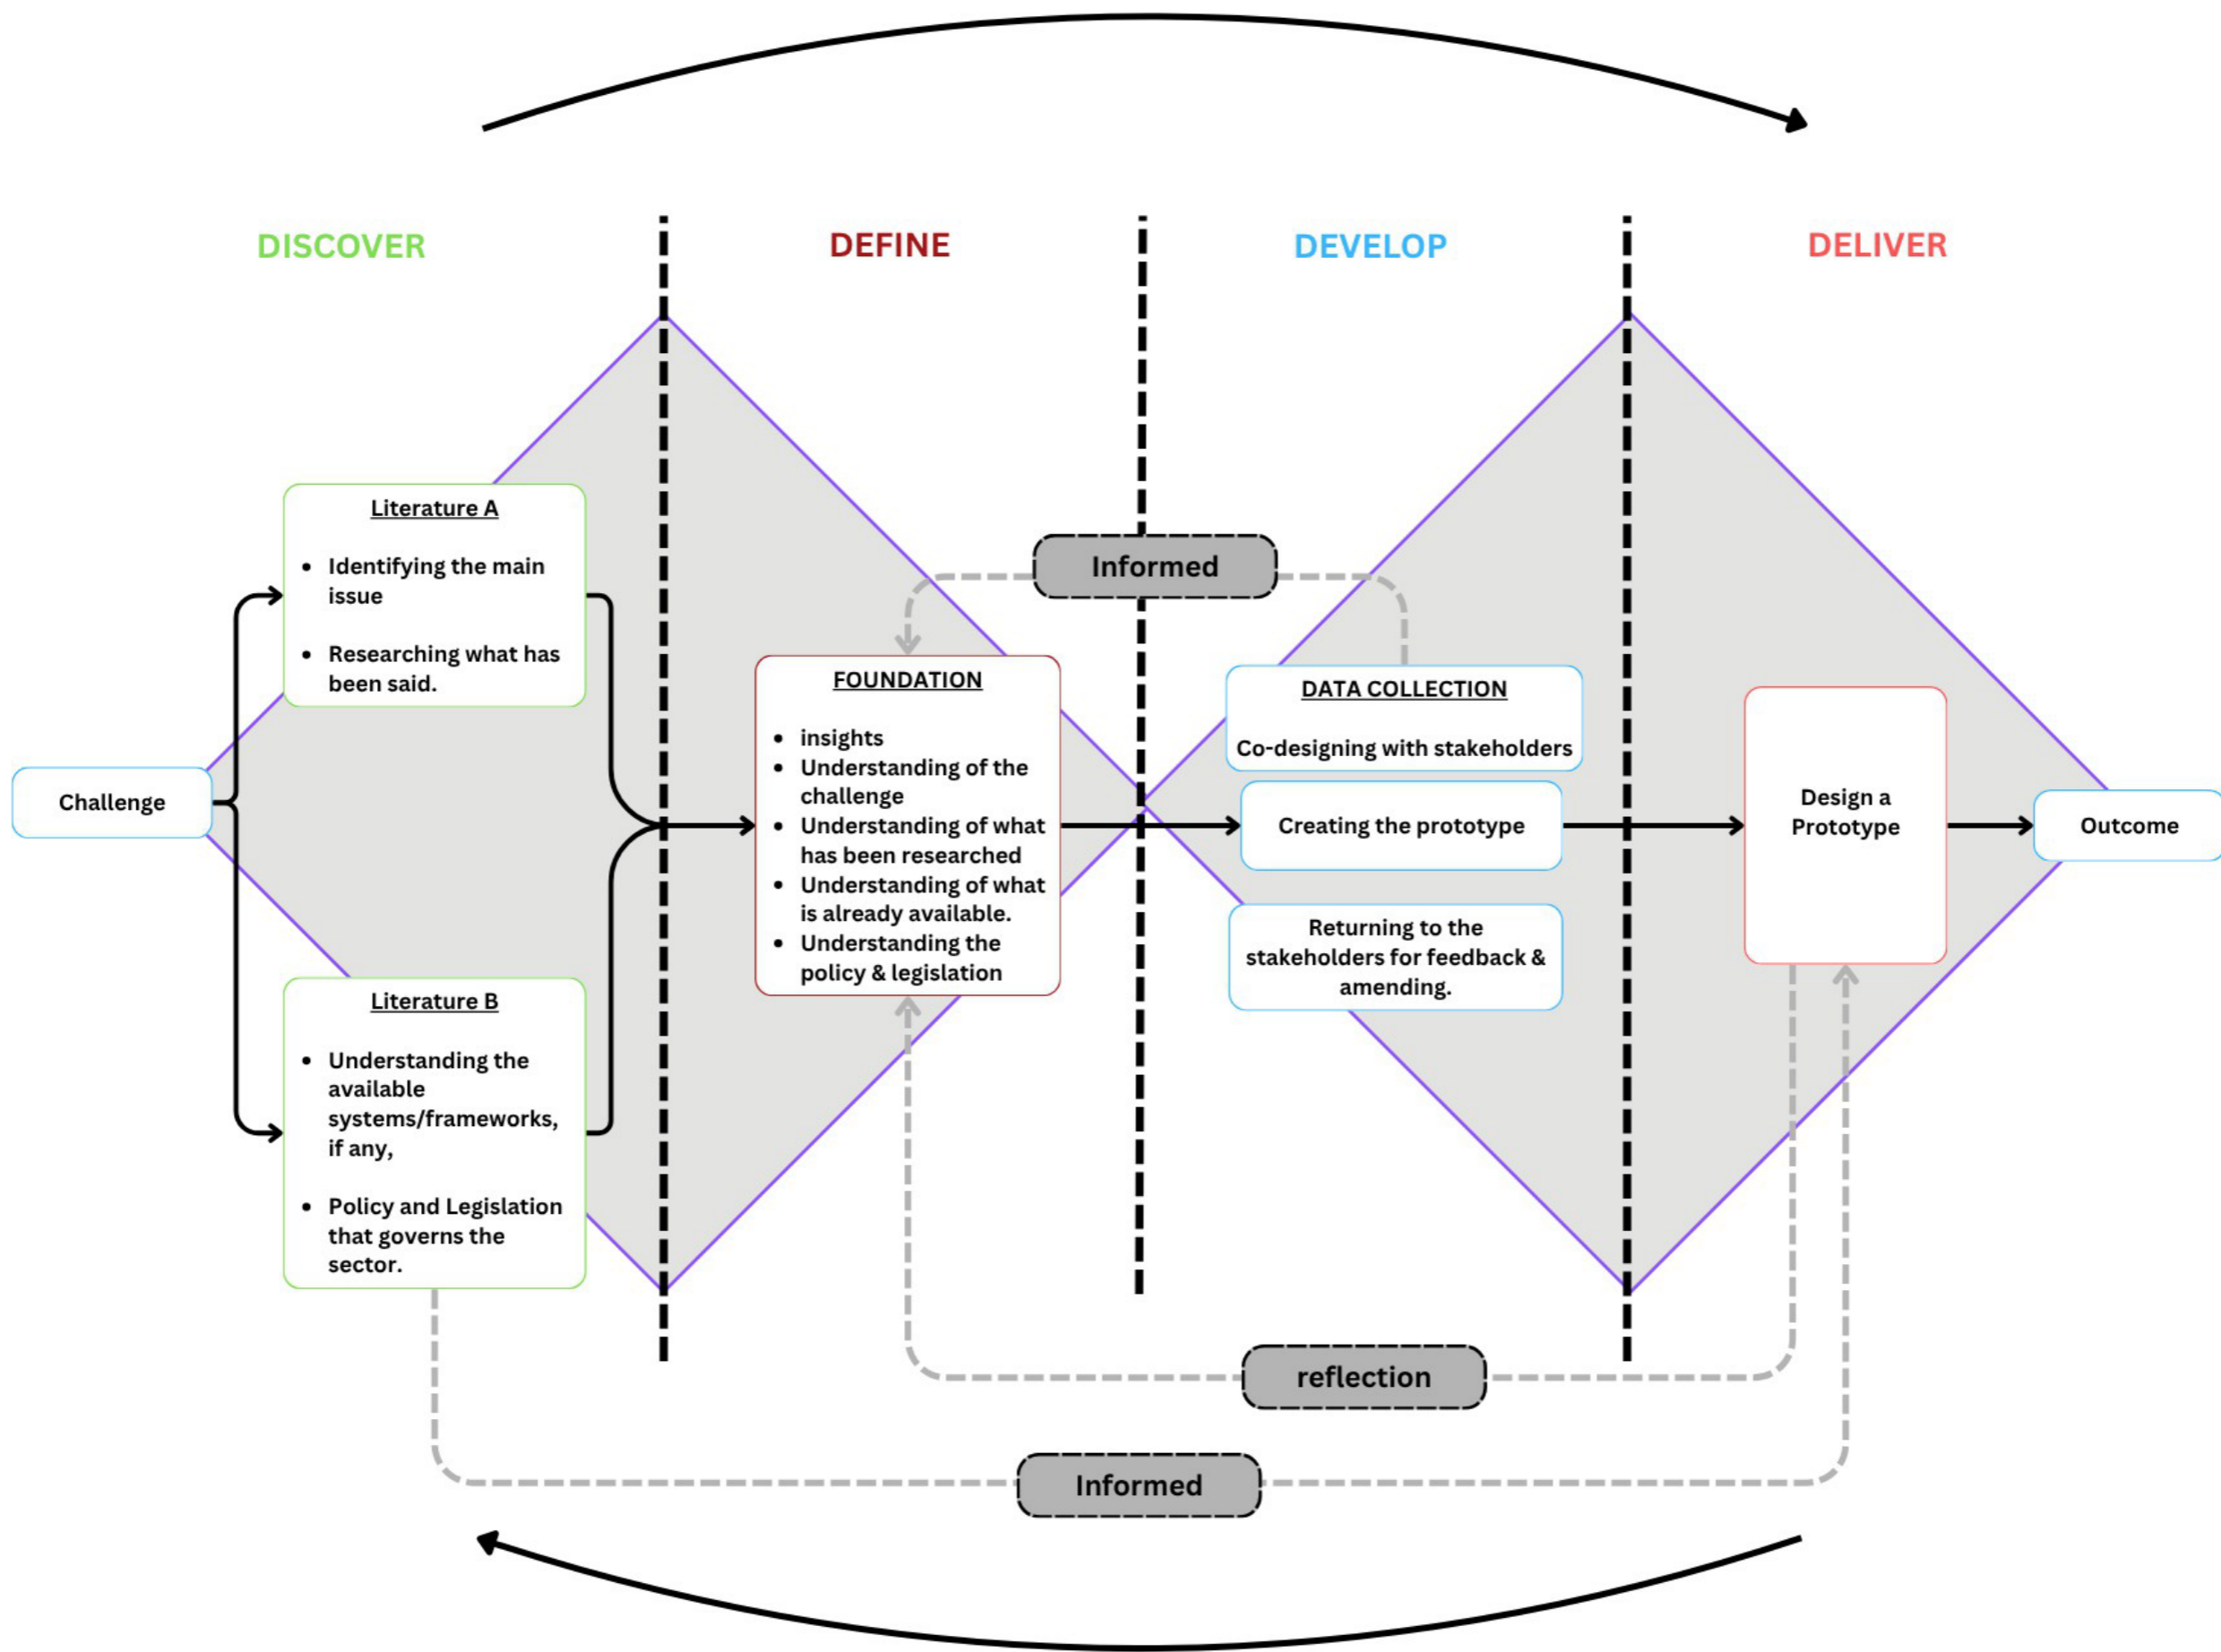 DISCOVER
DEFINE
DEVELOP
DELIVER
Challenge
Literature A
• Identifying the main
issue
• Researching what has
been said.
Literature B
• Understanding the
available
systems/frameworks,
if any,
• Policy and Legislation
that governs the
sector.
Informed
FOUNDATION
• insights
• Understanding of the
challenge
• Understanding of what
has been researched
• Understanding of what
is already available.
• Understanding the
policy & legislation
DATA COLLECTION
Co-designing with stakeholders
Creating the prototype
Returning to the
stakeholders for feedback &
amending.
Design a
Prototype
Outcome
reflection
Informed